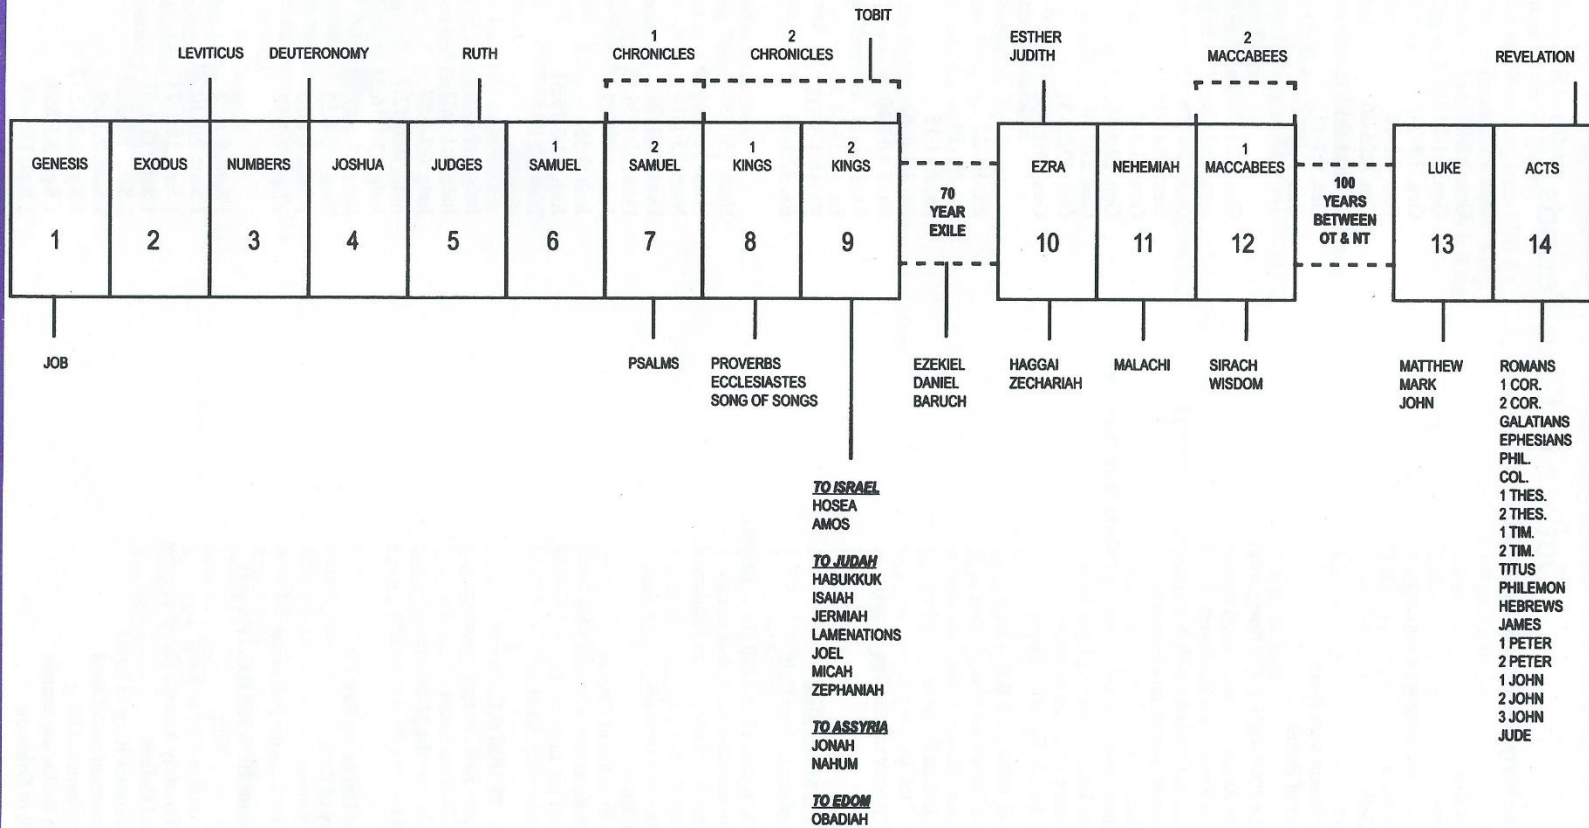 TOBIT
LEVITICUS
DEUTERONOMY
RUTH
1
CHRONICLES
2
CHRONICLES
ESTHER
JUDITH
2
MACCABEES
REVELATION
GENESIS
1
EXODUS
2
NUMBERS
3
JOSHUA
4
JUDGES
5
1
SAMUEL
6
2
SAMUEL
7
1
KINGS
8
2
KINGS
9
70
YEAR
EXILE
EZRA
10
NEHEMIAH
11
1
MACCABEES
12
100
YEARS
BETWEEN
OT & NT
LUKE
13
ACTS
14
JOB
PSALMS
PROVERBS
ECCLESIASTES
SONG OF SONGS
TO ISRAEL
HOSEA
AMOS
TO JUDAH
HABUKKUK
ISAIAH
JERMIAH
LAMENATIONS
JOEL
MICAH
ZEPHANIAH
TO ASSYRIA
JONAH
NAHUM
TO EDOM
OBADIAH
EZEKIEL
DANIEL
BARUCH
HAGGAI
ZECHARIAH
MALACHI
SIRACH
WISDOM
MATTHEW
MARK
JOHN
ROMANS
1 COR.
2 COR.
GALATIANS
EPHESIANS
PHIL.
COL.
1 THES.
2 THES.
1 TIM.
2 TIM.
TITUS
PHILEMON
HEBREWS
JAMES
1 PETER
2 PETER
1 JOHN
2 JOHN
3 JOHN
JUDE